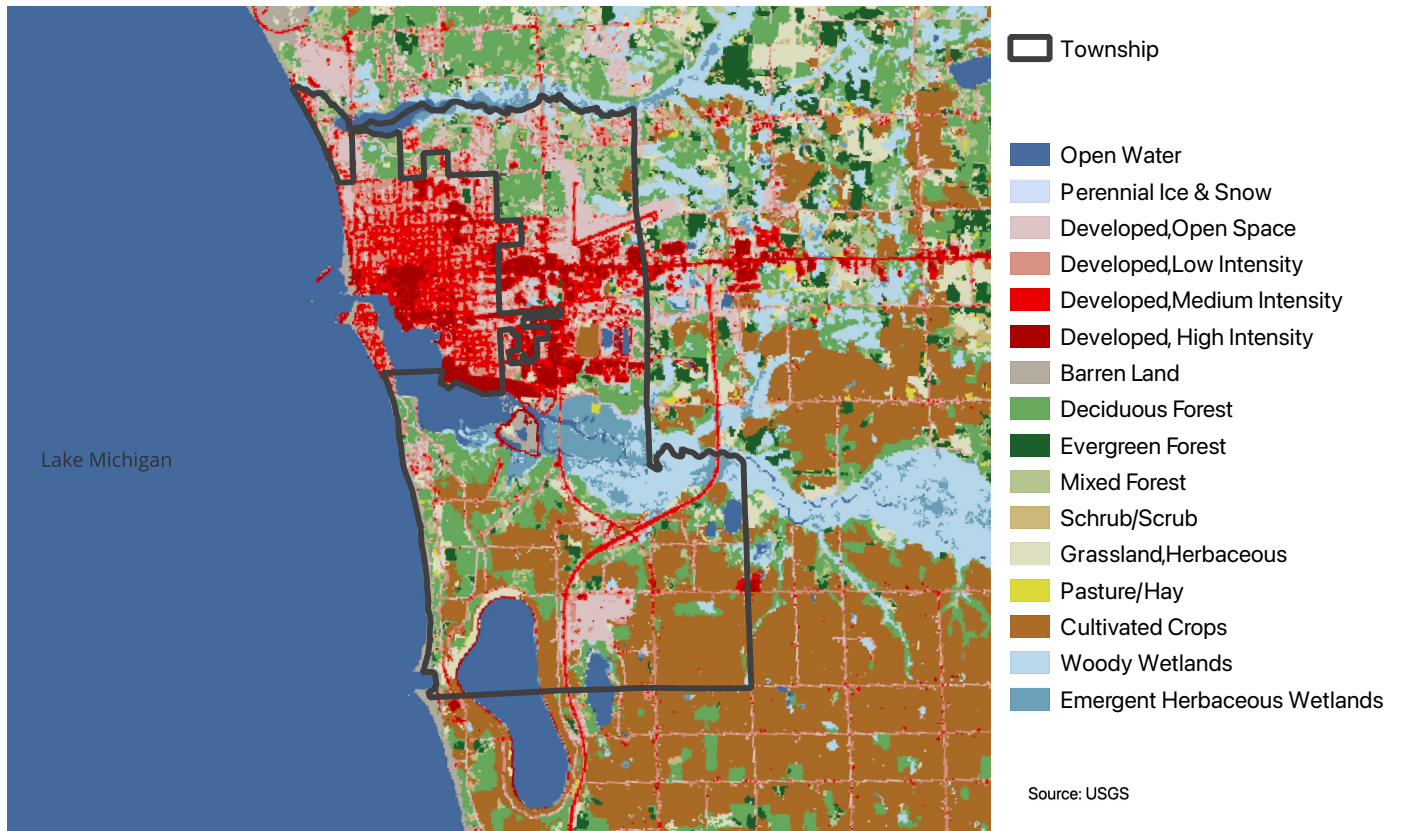 Township
Open Water
Perennial Ice & Snow
Developed,Open Space
Developed,Low Intensity
Developed,Medium Intensity
Developed, High Intensity
Barren Land
Deciduous Forest
Evergreen Forest
Mixed Forest
Schrub/Scrub
Grassland,Herbaceous
Pasture/Hay
Cultivated Crops
Woody Wetlands
Emergent Herbaceous Wetlands
Lake Michigan
Source: USGS